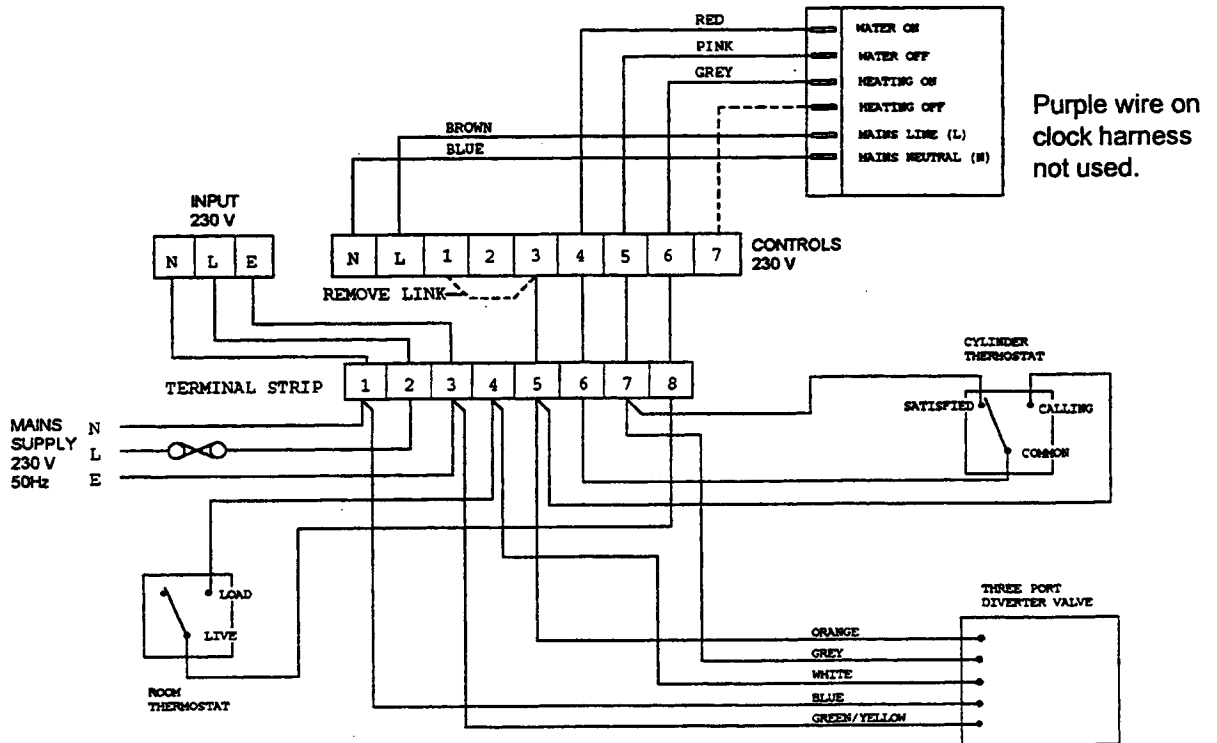 RED
WATER ON
PINK
WATER OFF
GREY
HEATING ON
HEATING OFF
BROWN
MAINS LINE (L)
BLUE
MAINS NEUTRAL (N)
Purple wire on
clock harness
not used.
INPUT
230 V
N L E
N L 1 2 3 4 5 6 7
CONTROLS
230 V
REMOVE LINK
TERMINAL STRIP
1 2 3 4 5 6 7 8
CYLINDER
THERMOSTAT
SATISFIED
CALLING
COMMON
MAINS
SUPPLY
230 V
50Hz
N
L
E
LOAD
LIVE
ROOM
THERMOSTAT
THREE PORT
DIVERTER VALVE
ORANGE
GREY
WHITE
BLUE
GREEN/YELLOW